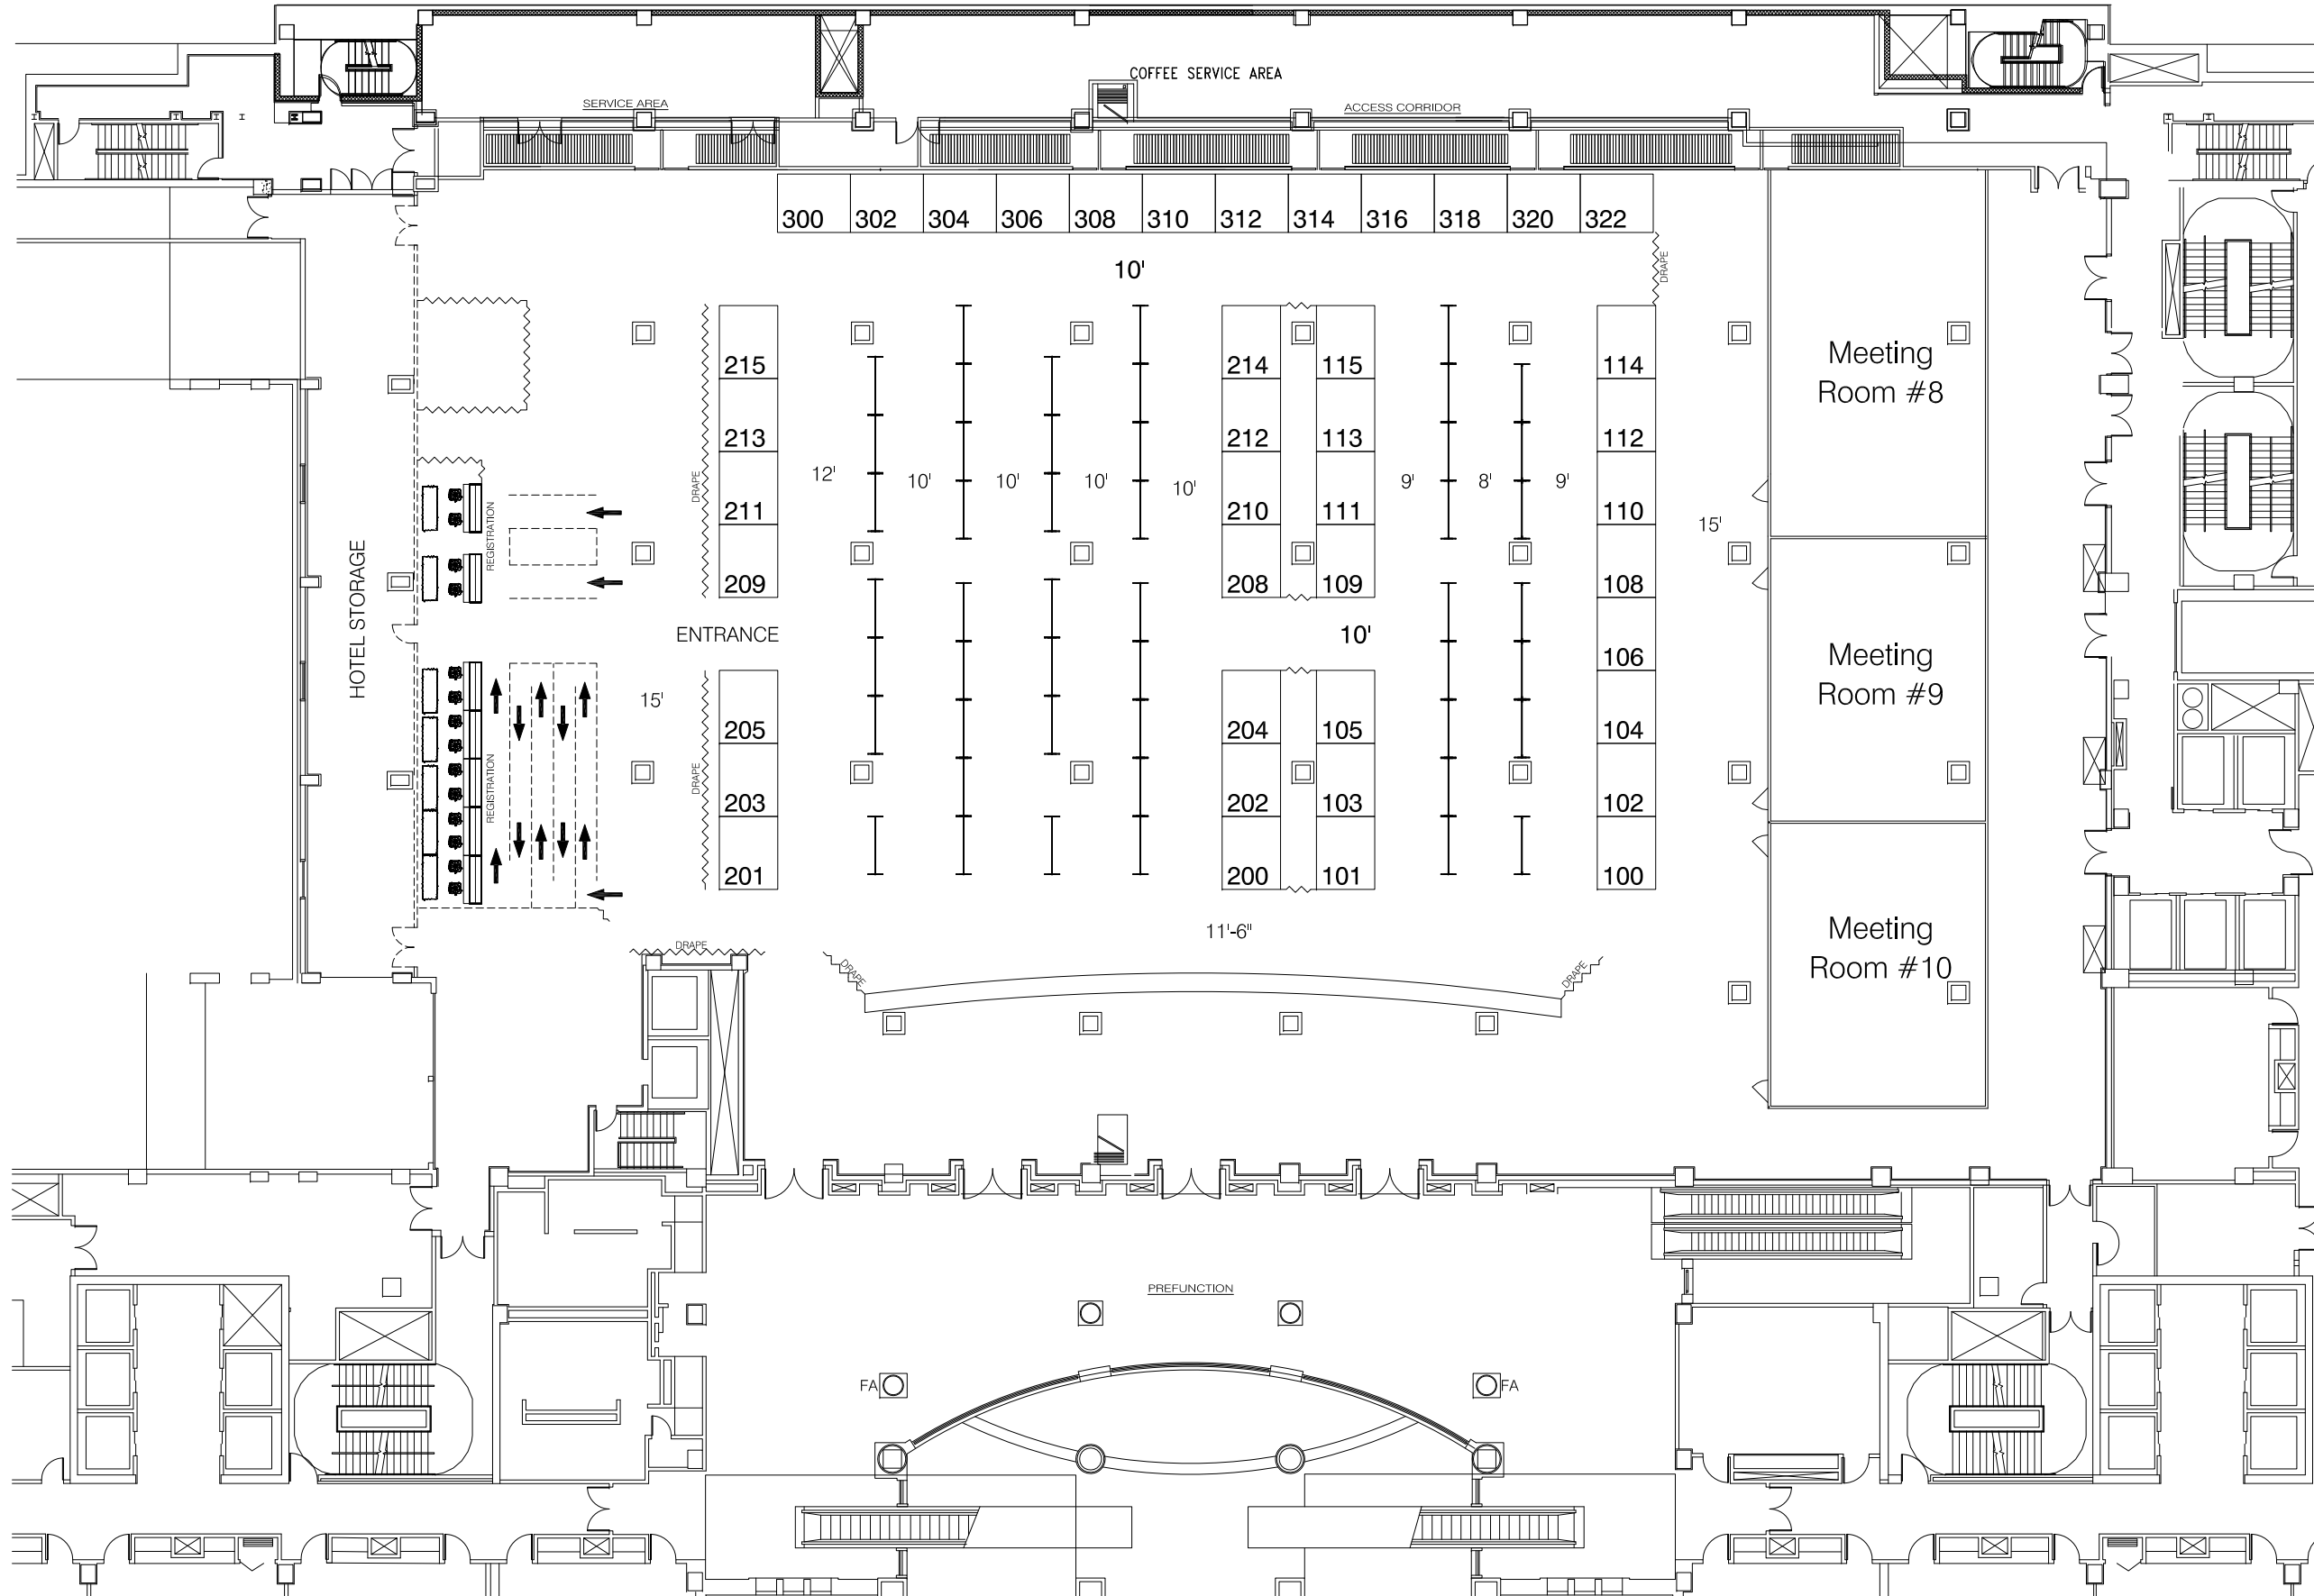 COFFEE SERVICE AREA
SERVICE AREA
ACCESS CORRIDOR
300 302 304 306 308 310 312 314 316 318 320 322
DRAPE
10'
215 214 115 114
Meeting
Room #8
213 212 113 112
12' 10' 10' 10' 10' 9' 8' 9'
DRAPE
211 210 111 110
15'
REGISTRATION
HOTEL STORAGE
209 208 109 108
ENTRANCE
10'
106
Meeting
Room #9
15'
205 204 105 104
DRAPE
REGISTRATION
203 202 103 102
201 200 101 100
11'-6"
Meeting
Room #10
DRAPE
DRAPE
DRAPE
PREFUNCTION
FA
FA